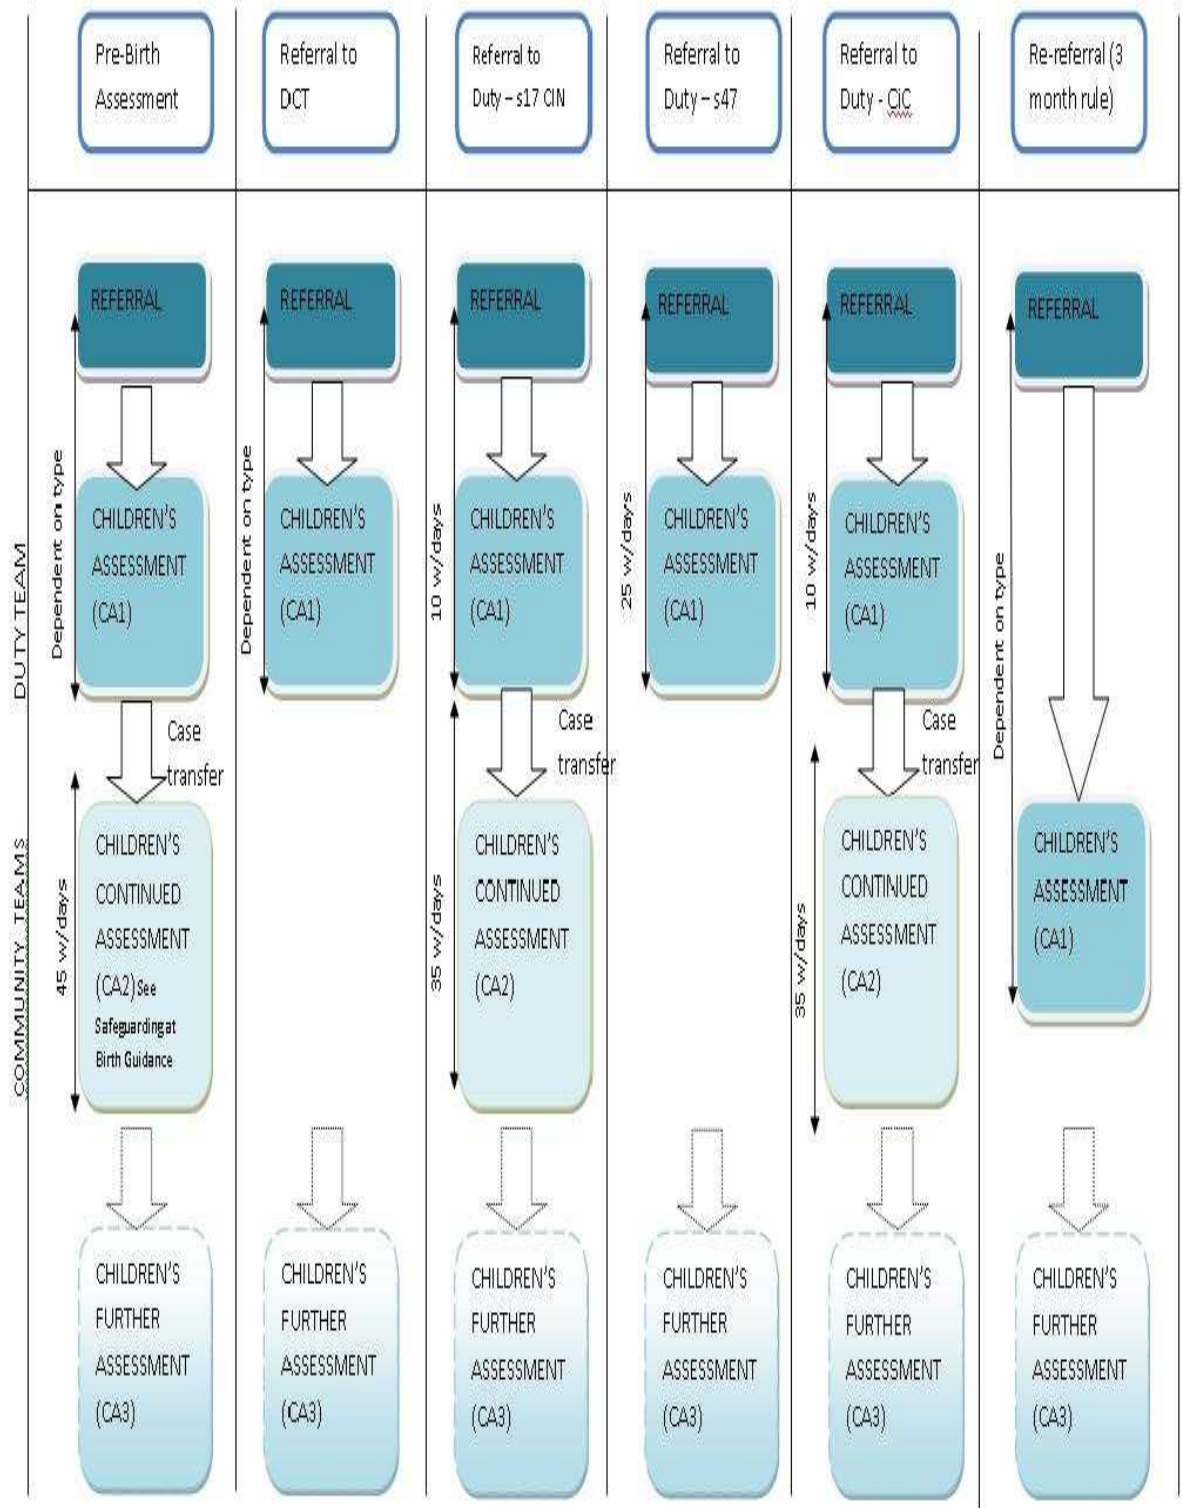 Pre-Birth
Assessment
Referral to
DCT
Referral to
Duty – s17 CIN
Referral to
Duty – s47
Referral to
Duty - CiC
Re-referral (3
month rule)
DUTY TEAM
COMMUNITY TEAMS
REFERRAL
Dependent on type
CHILDREN'S
ASSESSMENT
(CA1)
Case
transfer
45 w/days
CHILDREN'S
CONTINUED
ASSESSMENT
(CA2) See
Safeguarding at
Birth Guidance
CHILDREN'S
FURTHER
ASSESSMENT
(CA3)
REFERRAL
Dependent on type
CHILDREN'S
ASSESSMENT
(CA1)
CHILDREN'S
FURTHER
ASSESSMENT
(CA3)
REFERRAL
10 w/days
CHILDREN'S
ASSESSMENT
(CA1)
Case
transfer
35 w/days
CHILDREN'S
CONTINUED
ASSESSMENT
(CA2)
CHILDREN'S
FURTHER
ASSESSMENT
(CA3)
REFERRAL
25 w/days
CHILDREN'S
ASSESSMENT
(CA1)
CHILDREN'S
FURTHER
ASSESSMENT
(CA3)
REFERRAL
10 w/days
CHILDREN'S
ASSESSMENT
(CA1)
Case
transfer
35 w/days
CHILDREN'S
CONTINUED
ASSESSMENT
(CA2)
CHILDREN'S
FURTHER
ASSESSMENT
(CA3)
REFERRAL
Dependent on type
CHILDREN'S
ASSESSMENT
(CA1)
CHILDREN'S
FURTHER
ASSESSMENT
(CA3)